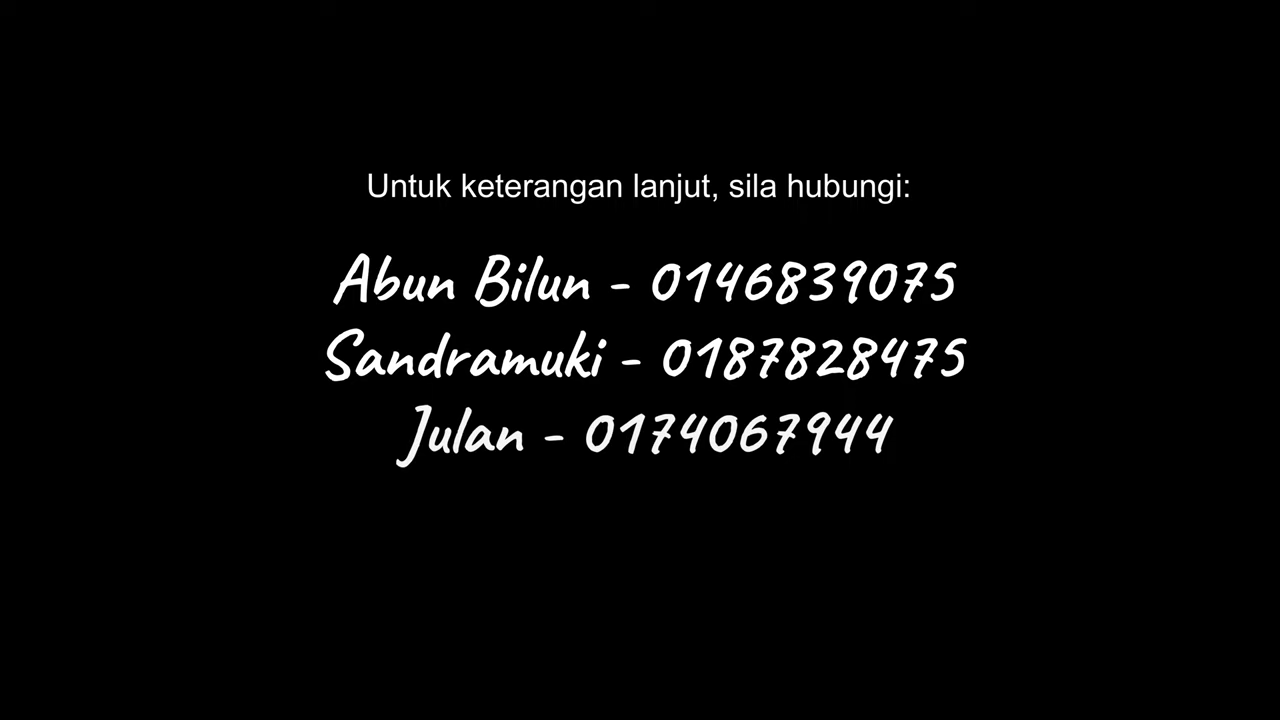 Untuk keterangan lanjut, sila hubungi:
Abun Bilun - 0146839075
Sandramuki - 0187828475
Julan - 0174067944